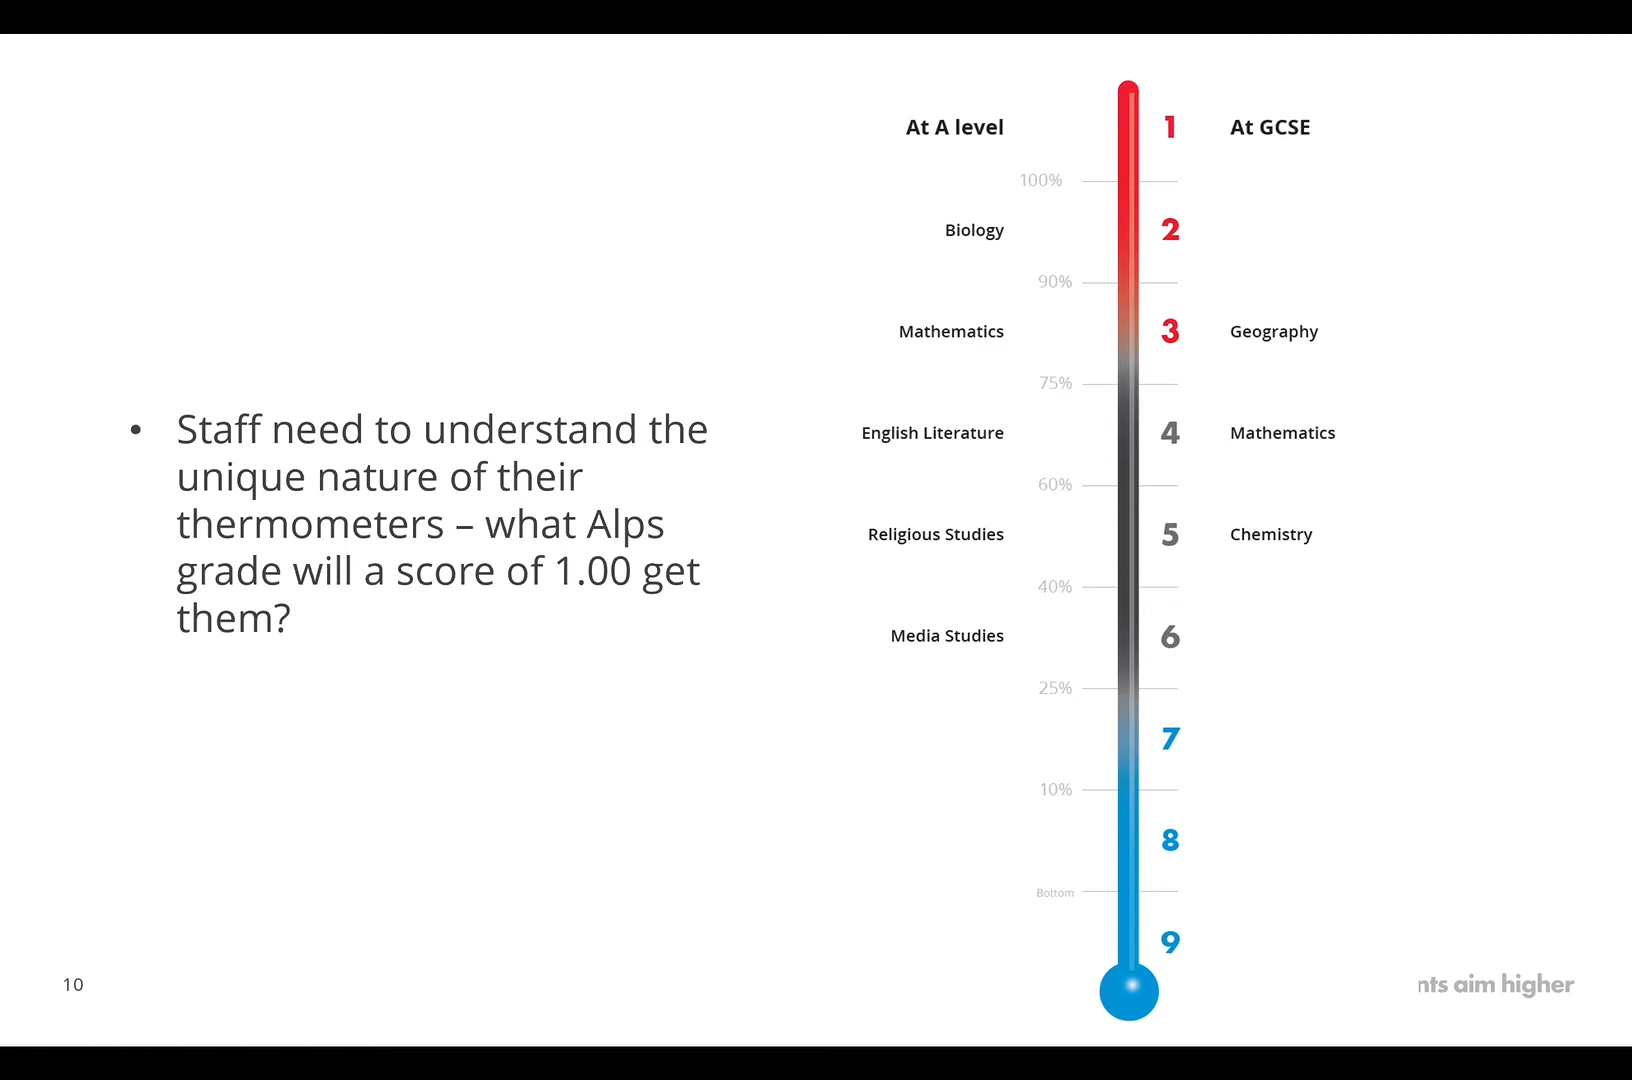 At A level
1
At GCSE
100%
Biology
2
90%
Mathematics
3
Geography
75%
• Staff need to understand the
unique nature of their
thermometers – what Alps
grade will a score of 1.00 get
them?
English Literature
4
Mathematics
60%
Religious Studies
5
Chemistry
40%
Media Studies
6
25%
7
10%
8
Bottom
9
10
nts aim higher